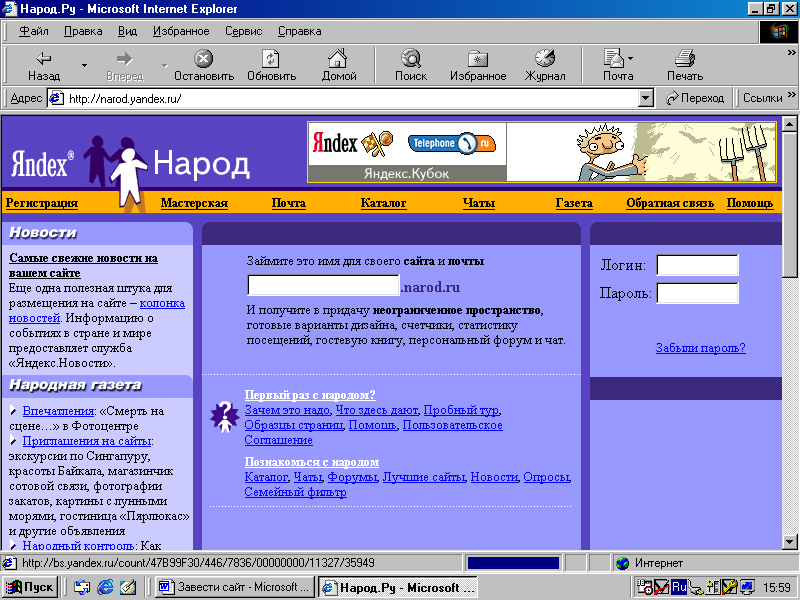 Народ.Ру - Microsoft Internet Explorer
Файл Правка Вид Избранное Сервис Справка
Назад Вперед Остановить Обновить Домой Поиск Избранное Журнал Почта Печать
Адрес http://narod.yandex.ru/ Переход Ссылки »
Яndex® Народ
Яndex Telephone ru
Яндекс.Кубок
Регистрация Мастерская Почта Каталог Чаты Газета Обратная связь Помощь
Новости
Самые свежие новости на
вашем сайте
Еще одна полезная штука для
размещения на сайте – колонка
новостей. Информацию о
событиях в стране и мире
предоставляет служба
«Яндекс.Новости».
Народная газета
Впечатления: «Смерть на
сцене…» в Фотоцентре
Приглашения на сайты:
экскурсии по Сингапуру,
красоты Байкала, магазинчик
сотовой связи, фотографии
закатов, картины с лунными
морями, гостиница «Пярлюкас»
и другие объявления
Народный контроль: Как
Займите это имя для своего сайта и почты
.narod.ru
И получите в придачу неограниченное пространство,
готовые варианты дизайна, счетчики, статистику
посещений, гостевую книгу, персональный форум и чат.
Первый раз с народом?
Зачем это надо, Что здесь дают, Пробный тур,
Образцы страниц, Помощь, Пользовательское
Соглашение
Познакомься с народом
Каталог, Чаты, Форумы, Лучшие сайты, Новости, Опросы,
Семейный фильтр
Логин:
Пароль:
Забыли пароль?
http://bs.yandex.ru/count/47B99F30/446/7836/00000000/11327/35949 Интернет
Пуск Завести сайт - Microsoft ... Народ.Ру - Microsoft ... Ru 15:59